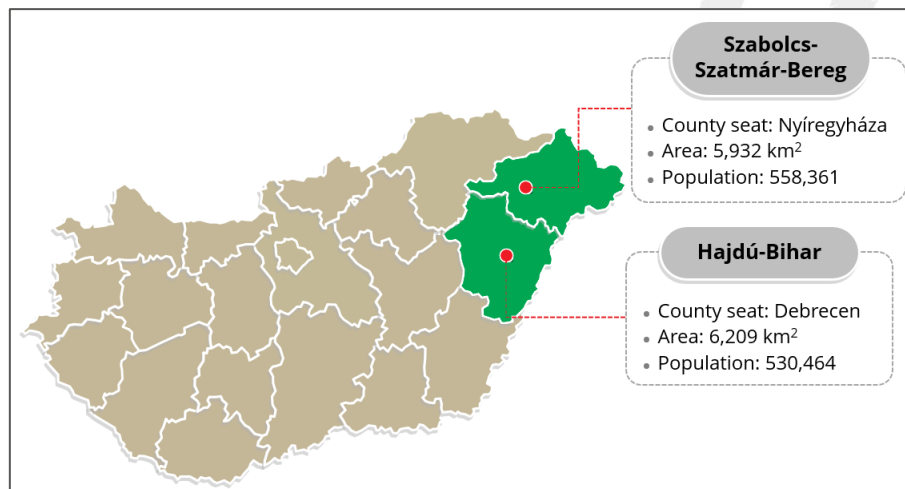 Szabolcs-
Szatmár-Bereg
• County seat: Nyíregyháza
• Area: 5,932 km²
• Population: 558,361
Hajdú-Bihar
• County seat: Debrecen
• Area: 6,209 km²
• Population: 530,464